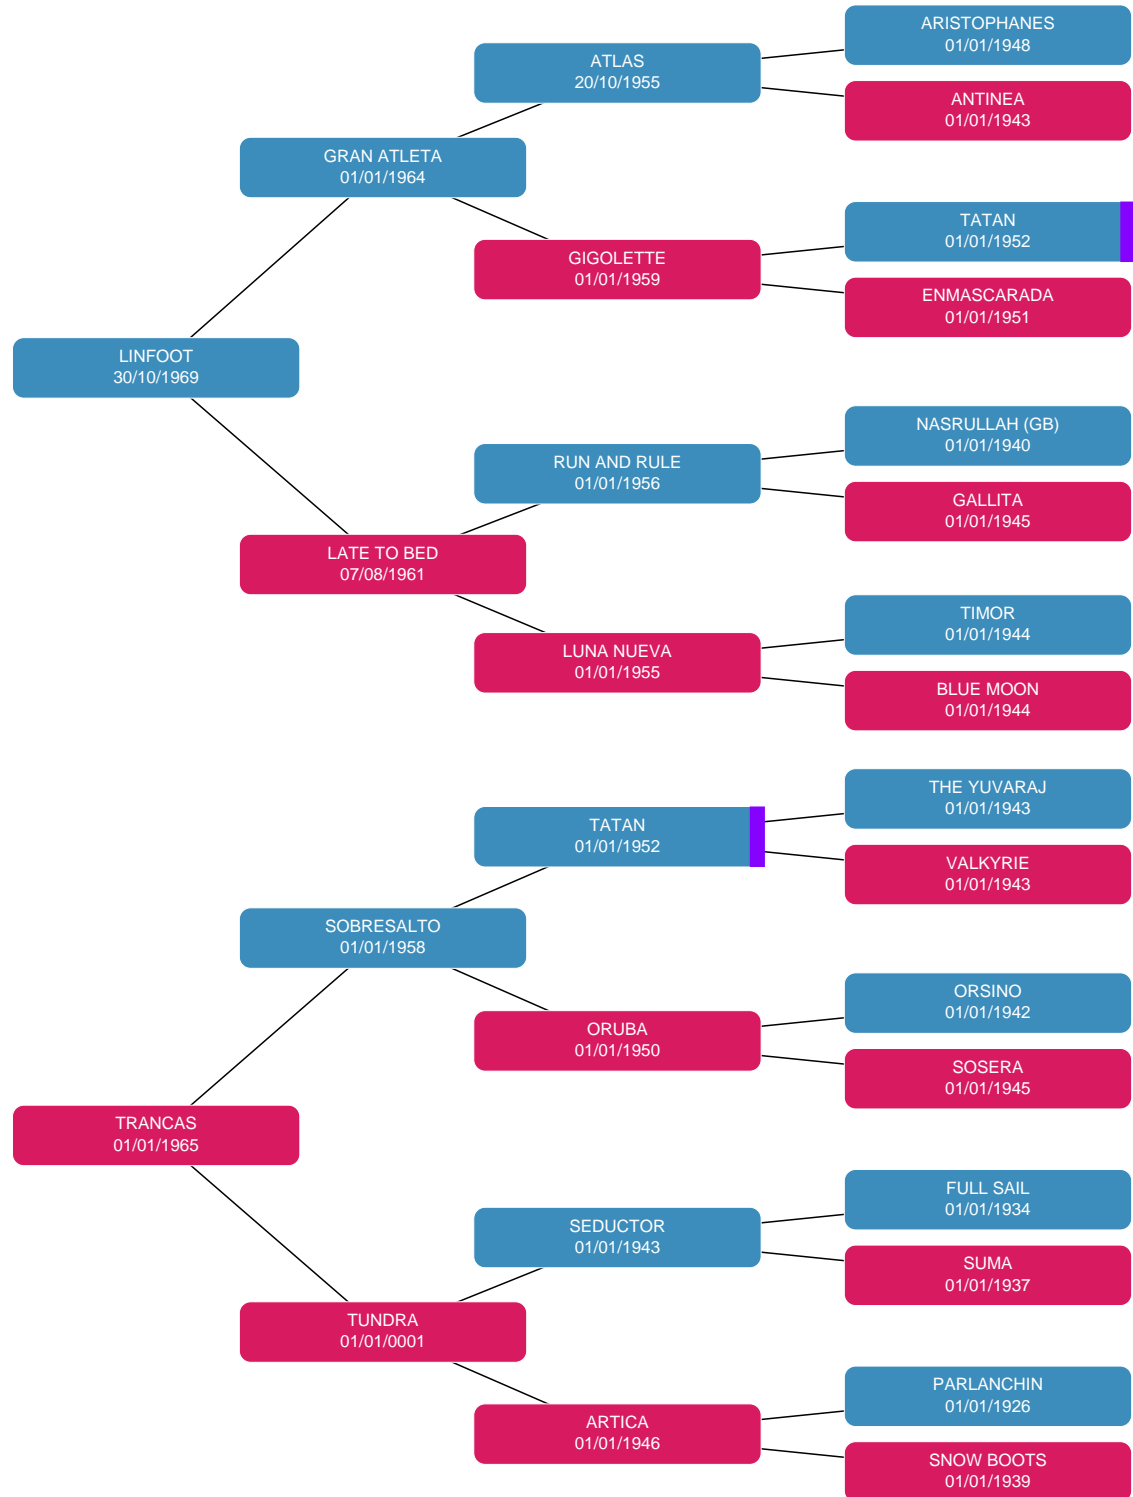 ARISTOPHANES
01/01/1948
ATLAS
20/10/1955
ANTINEA
01/01/1943
GRAN ATLETA
01/01/1964
TATAN
01/01/1952
GIGOLETTE
01/01/1959
ENMASCARADA
01/01/1951
LINFOOT
30/10/1969
NASRULLAH (GB)
01/01/1940
RUN AND RULE
01/01/1956
GALLITA
01/01/1945
LATE TO BED
07/08/1961
TIMOR
01/01/1944
LUNA NUEVA
01/01/1955
BLUE MOON
01/01/1944
THE YUVARAJ
01/01/1943
TATAN
01/01/1952
VALKYRIE
01/01/1943
SOBRESALTO
01/01/1958
ORSINO
01/01/1942
ORUBA
01/01/1950
SOSERA
01/01/1945
TRANCAS
01/01/1965
FULL SAIL
01/01/1934
SEDUCTOR
01/01/1943
SUMA
01/01/1937
TUNDRA
01/01/0001
PARLANCHIN
01/01/1926
ARTICA
01/01/1946
SNOW BOOTS
01/01/1939